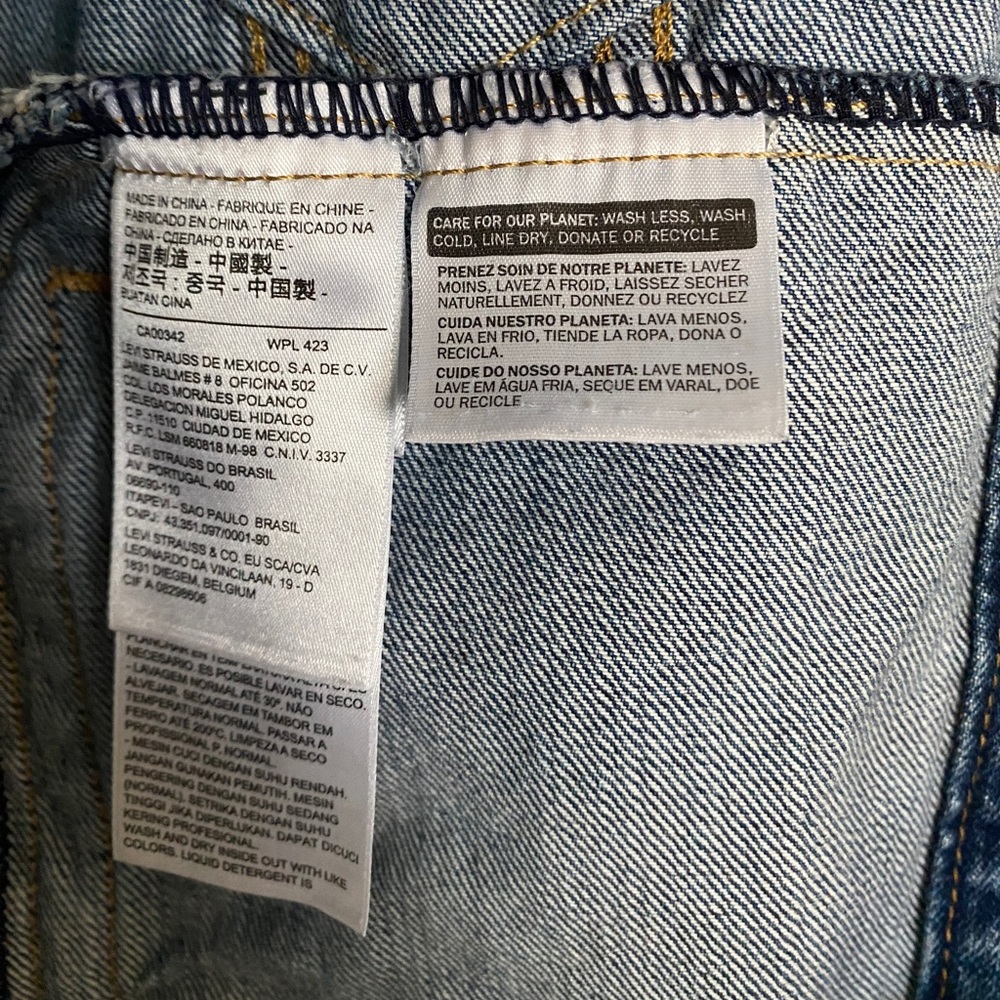 MADE IN CHINA - FABRIQUE EN CHINE -
FABRICADO EN CHINA - FABRICADO NA
CHINA - СДЕЛАНО В КИТАЕ -
中国制造 - 中國製 -
제조국 : 중국 - 中国製 -
BUATAN CINA
CA00342 WPL 423
LEVI STRAUSS DE MEXICO, S.A. DE C.V.
JAIME BALMES # 8 OFICINA 502
COL. LOS MORALES POLANCO
DELEGACION MIGUEL HIDALGO
C.P. 11510 CIUDAD DE MEXICO
R.F.C. LSM 660818 M-98 C.N.I.V. 3337
LEVI STRAUSS DO BRASIL
AV. PORTUGAL, 400
06690-110
ITAPEVI - SAO PAULO BRASIL
CNPJ: 43.351.097/0001-90
LEVI STRAUSS & CO. EU SCA/CVA
LEONARDO DA VINCILAAN, 19 - D
1831 DIEGEM, BELGIUM
CIF A 08298606
NECESARIO. ES POSIBLE LAVAR EN SECO.
- LAVAGEM NORMAL ATÉ 30º. NÃO
ALVEJAR. SECAGEM EM TAMBOR EM
TEMPERATURA NORMAL. PASSAR A
FERRO ATÉ 200ºC. LIMPEZA A SECO
PROFISSIONAL P. NORMAL.
- MESIN CUCI DENGAN SUHU RENDAH.
JANGAN GUNAKAN PEMUTIH. MESIN
PENGERING DENGAN SUHU SEDANG
(NORMAL). SETRIKA DENGAN SUHU
TINGGI JIKA DIPERLUKAN. DAPAT DICUCI
KERING PROFESIONAL.
WASH AND DRY INSIDE OUT WITH LIKE
COLORS. LIQUID DETERGENT IS
CARE FOR OUR PLANET: WASH LESS, WASH
COLD, LINE DRY, DONATE OR RECYCLE
PRENEZ SOIN DE NOTRE PLANETE: LAVEZ
MOINS, LAVEZ A FROID, LAISSEZ SECHER
NATURELLEMENT, DONNEZ OU RECYCLEZ
CUIDA NUESTRO PLANETA: LAVA MENOS,
LAVA EN FRIO, TIENDE LA ROPA, DONA O
RECICLA.
CUIDE DO NOSSO PLANETA: LAVE MENOS,
LAVE EM ÁGUA FRIA, SEQUE EM VARAL, DOE
OU RECICLE